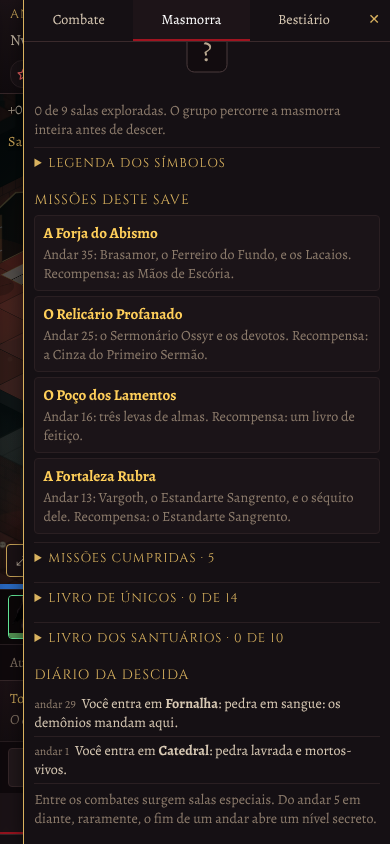 Combate
Masmorra
Bestiário
×
?
0 de 9 salas exploradas. O grupo percorre a masmorra
inteira antes de descer.
▶ LEGENDA DOS SÍMBOLOS
MISSÕES DESTE SAVE
A Forja do Abismo
Andar 35: Brasamor, o Ferreiro do Fundo, e os Lacaios.
Recompensa: as Mãos de Escória.
O Relicário Profanado
Andar 25: o Sermonário Ossyr e os devotos. Recompensa:
a Cinza do Primeiro Sermão.
O Poço dos Lamentos
Andar 16: três levas de almas. Recompensa: um livro de
feitiço.
A Fortaleza Rubra
Andar 13: Vargoth, o Estandarte Sangrento, e o séquito
dele. Recompensa: o Estandarte Sangrento.
▶ MISSÕES CUMPRIDAS · 5
▶ LIVRO DE ÚNICOS · 0 DE 14
▶ LIVRO DOS SANTUÁRIOS · 0 DE 10
DIÁRIO DA DESCIDA
andar 29 Você entra em Fornalha: pedra em sangue: os
demônios mandam aqui.
andar 1 Você entra em Catedral: pedra lavrada e mortos-
vivos.
Entre os combates surgem salas especiais. Do andar 5 em
diante, raramente, o fim de um andar abre um nível secreto.